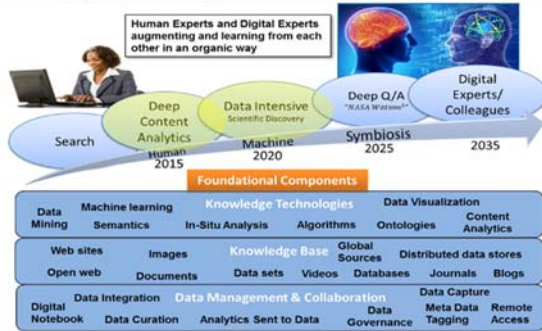 Human Experts and Digital Experts
augmenting and learning from each
other in an organic way
Search
Deep
Content
Analytics
Data Intensive
Scientific Discovery
Deep Q/A
Digital
Experts/
Colleagues
Human
Machine
Symbiosis
2015
2020
2025
2035
Foundational Components
Knowledge Technologies
Data
Mining
Machine learning
Semantics
In-Situ Analysis
Algorithms
Data Visualization
Ontologies
Content
Analytics
Knowledge Base
Web sites
Images
Global
Sources
Distributed data stores
Open web
Documents
Data sets
Videos
Databases
Journals
Blogs
Data Management & Collaboration
Digital
Notebook
Data Integration
Data Curation
Analytics Sent to Data
Data
Governance
Data Capture
Meta Data
Tagging
Remote
Access